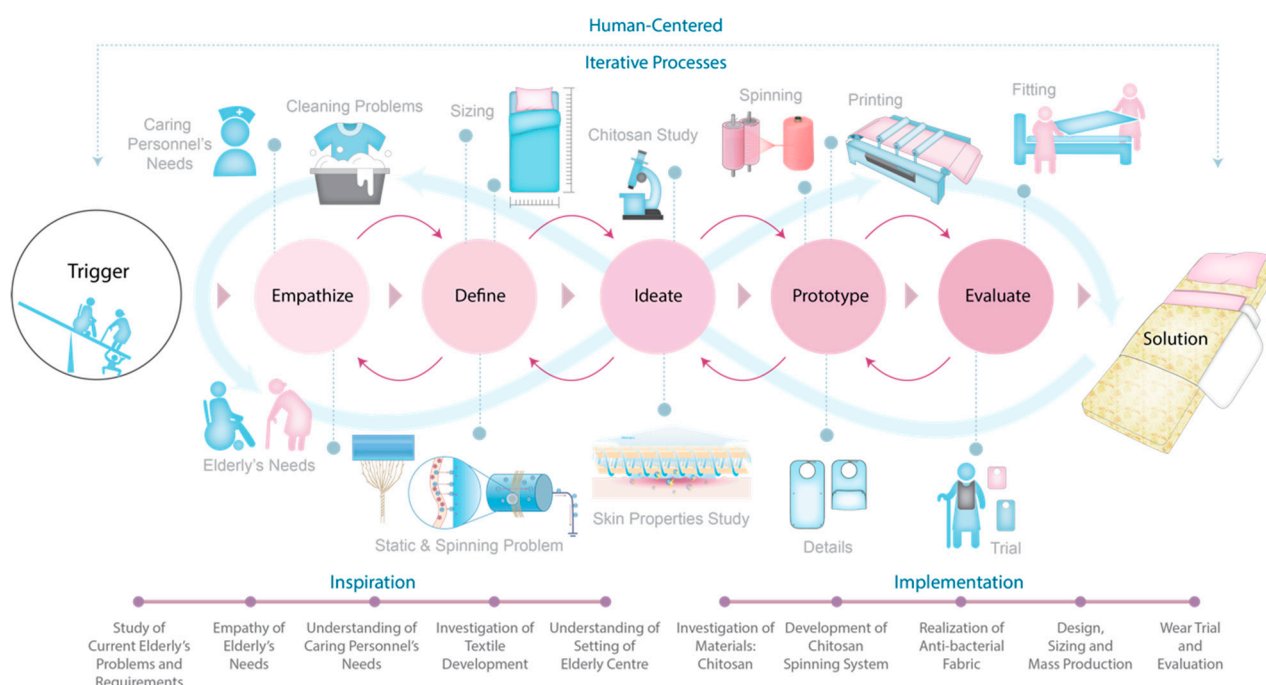 Human-Centered
Iterative Processes
Caring
Personnel's
Needs
Cleaning Problems
Sizing
Chitosan Study
Spinning
Printing
Fitting
Trigger
Empathize
Define
Ideate
Prototype
Evaluate
Solution
Elderly's Needs
Static & Spinning Problem
Skin Properties Study
Details
Trial
Inspiration
Implementation
Study of
Current Elderly's
Problems and
Requirements
Empathy of
Elderly's
Needs
Understanding of
Caring Personnel's
Needs
Investigation of
Textile
Development
Understanding of
Setting of
Elderly Centre
Investigation of
Materials:
Chitosan
Development of
Chitosan
Spinning System
Realization of
Anti-bacterial
Fabric
Design,
Sizing and
Mass Production
Wear Trial
and
Evaluation